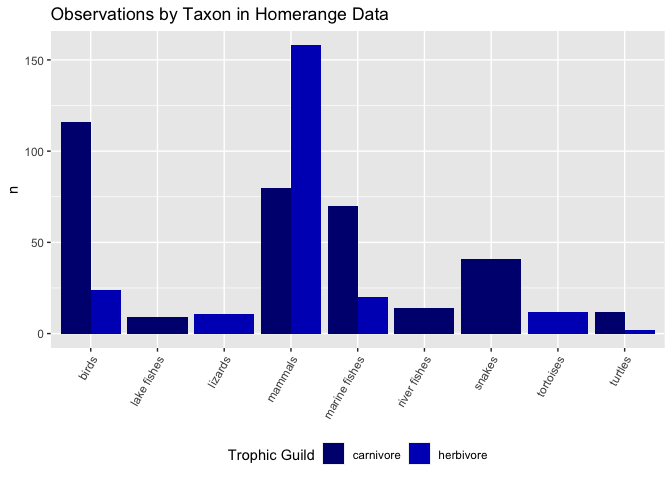 Observations by Taxon in Homerange Data
150
100
50
0
n
birds
lake fishes
lizards
mammals
marine fishes
river fishes
snakes
tortoises
turtles
Trophic Guild carnivore herbivore